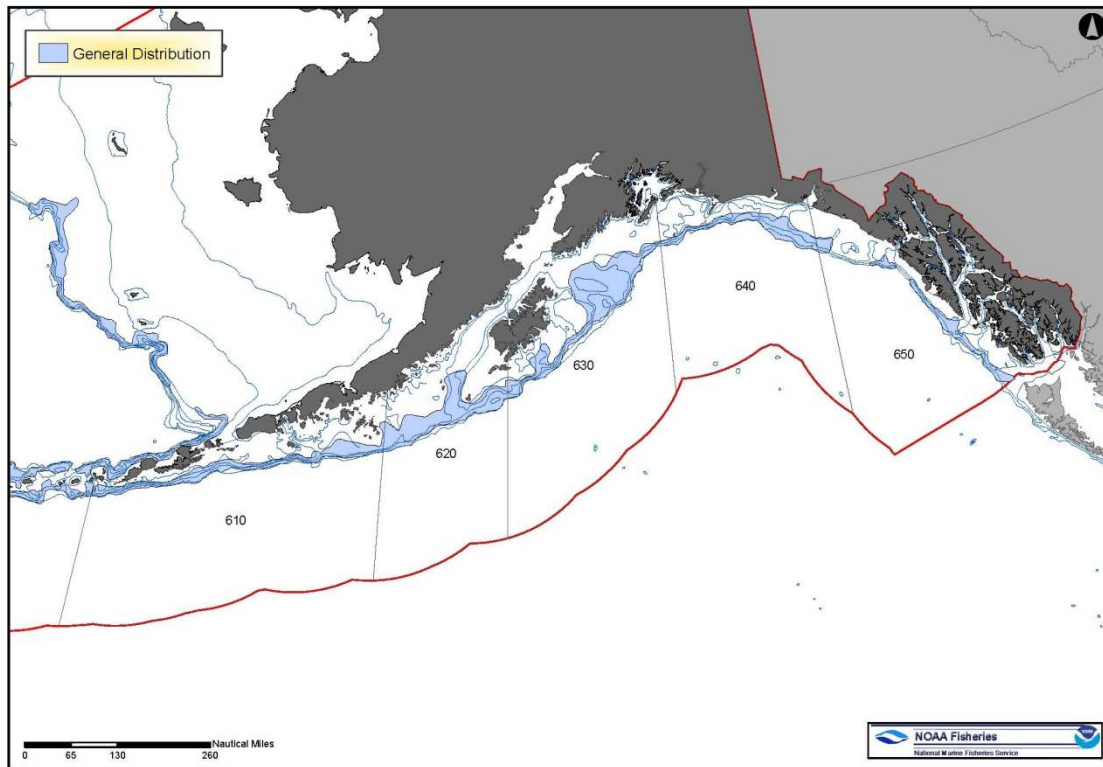 General Distribution
640
650
630
620
610
Nautical Miles
0 65 130 260
NOAA Fisheries
National Marine Fisheries Service